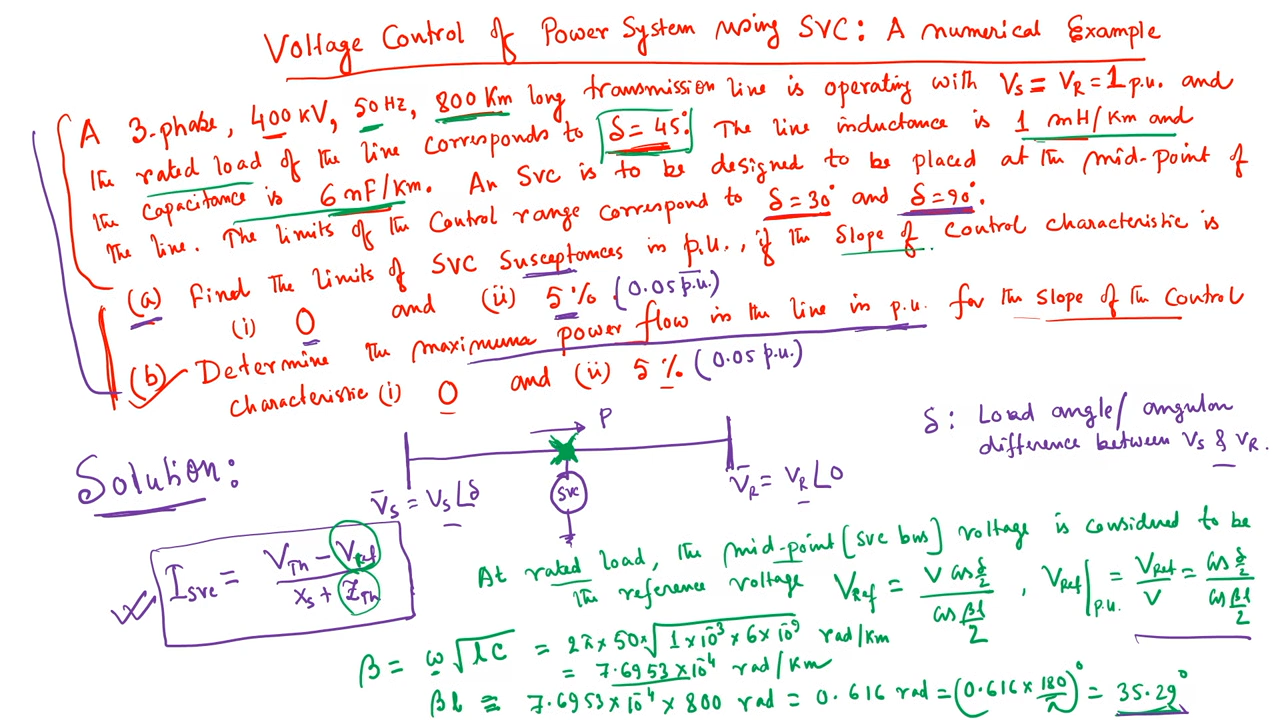 Voltage Control of Power System using SVC: A numerical Example
A 3-phase, 400 kV, 50 Hz, 800 Km long transmission line is operating with Vs = VR = 1 p.u. and
the rated load of the line corresponds to δ = 45°. The line inductance is 1 mH/Km and
the capacitance is 6 nF/Km. An SVC is to be designed to be placed at the mid-point of
the line. The limits of the control range correspond to δ = 30° and δ = 90°.
(a) Find the limits of SVC Susceptances in p.u., if the slope of control characteristic is
(i) 0 and (ii) 5% (0.05 p.u.)
(b) Determine the maximum power flow in the line in p.u. for the slope of the control
characteristic (i) 0 and (ii) 5% (0.05 p.u.)
Solution:
P
SVC
V̄s = Vs∠δ
V̄R = VR∠0
δ: Load angle/ angular
difference between Vs & VR.
Isvc = (VTh − VRef) / (Xs + ZTh)
At rated load, the mid-point [SVC bus] voltage is considered to be
the reference voltage VRef = (V cos δ/2) / (cos βl/2) , VRef|p.u. = VRef/V = (cos δ/2) / (cos βl/2)
β = ω√lc = 2π × 50 × √(1 × 10⁻³ × 6 × 10⁻⁹) rad/Km
= 7.6953 × 10⁻⁴ rad/Km
βl ≅ 7.6953 × 10⁻⁴ × 800 rad = 0.616 rad = (0.616 × 180/π)° = 35.29°